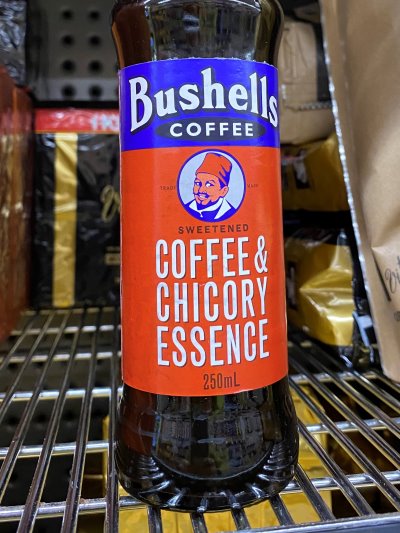 Bushells
COFFEE
TRADE MARK
SWEETENED
COFFEE &
CHICORY
ESSENCE
250mL